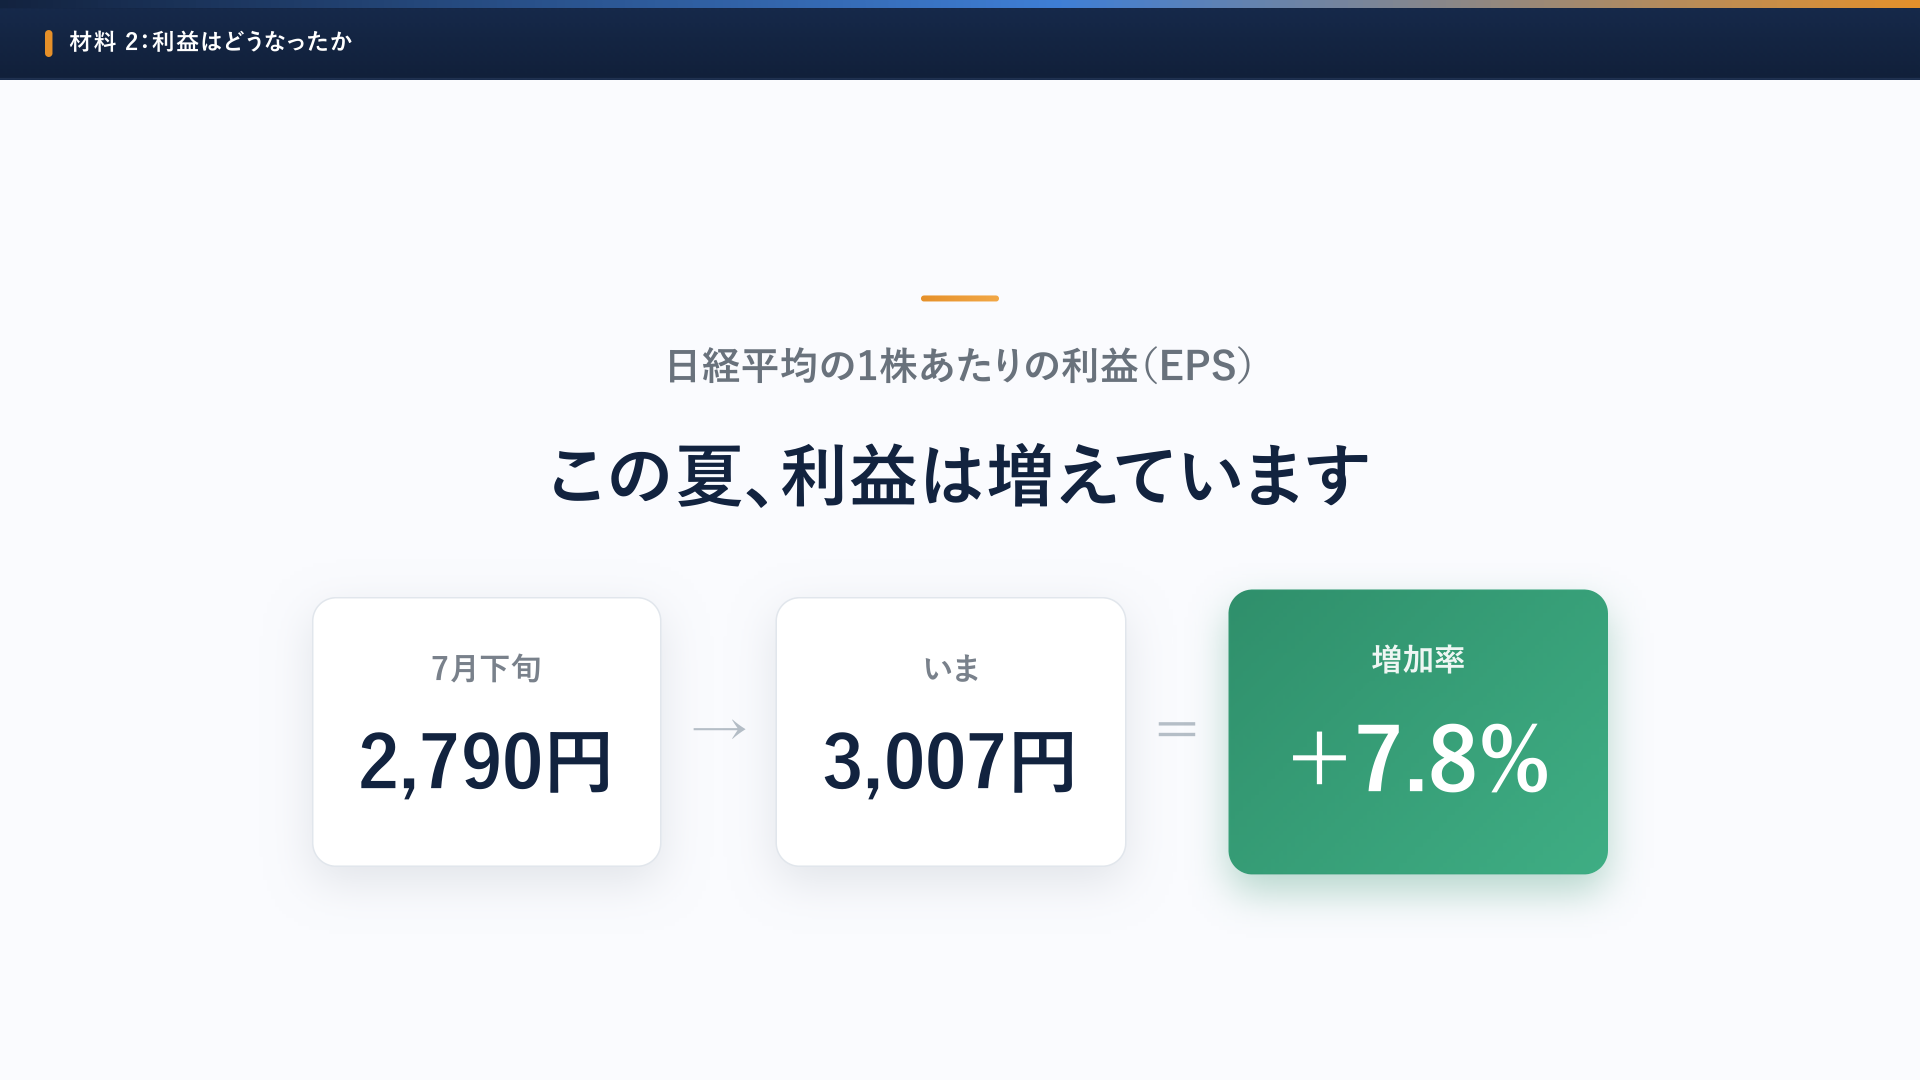 材料 2：利益はどうなったか
日経平均の1株あたりの利益（EPS）
この夏、利益は増えています
7月下旬
2,790円
→
いま
3,007円
＝
増加率
＋7.8%